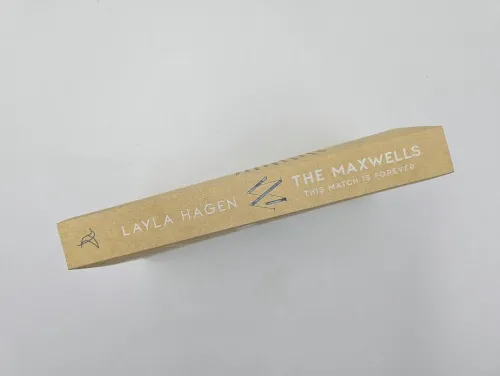 LAYLA HAGEN
THE MAXWELLS
THIS MATCH IS FOREVER